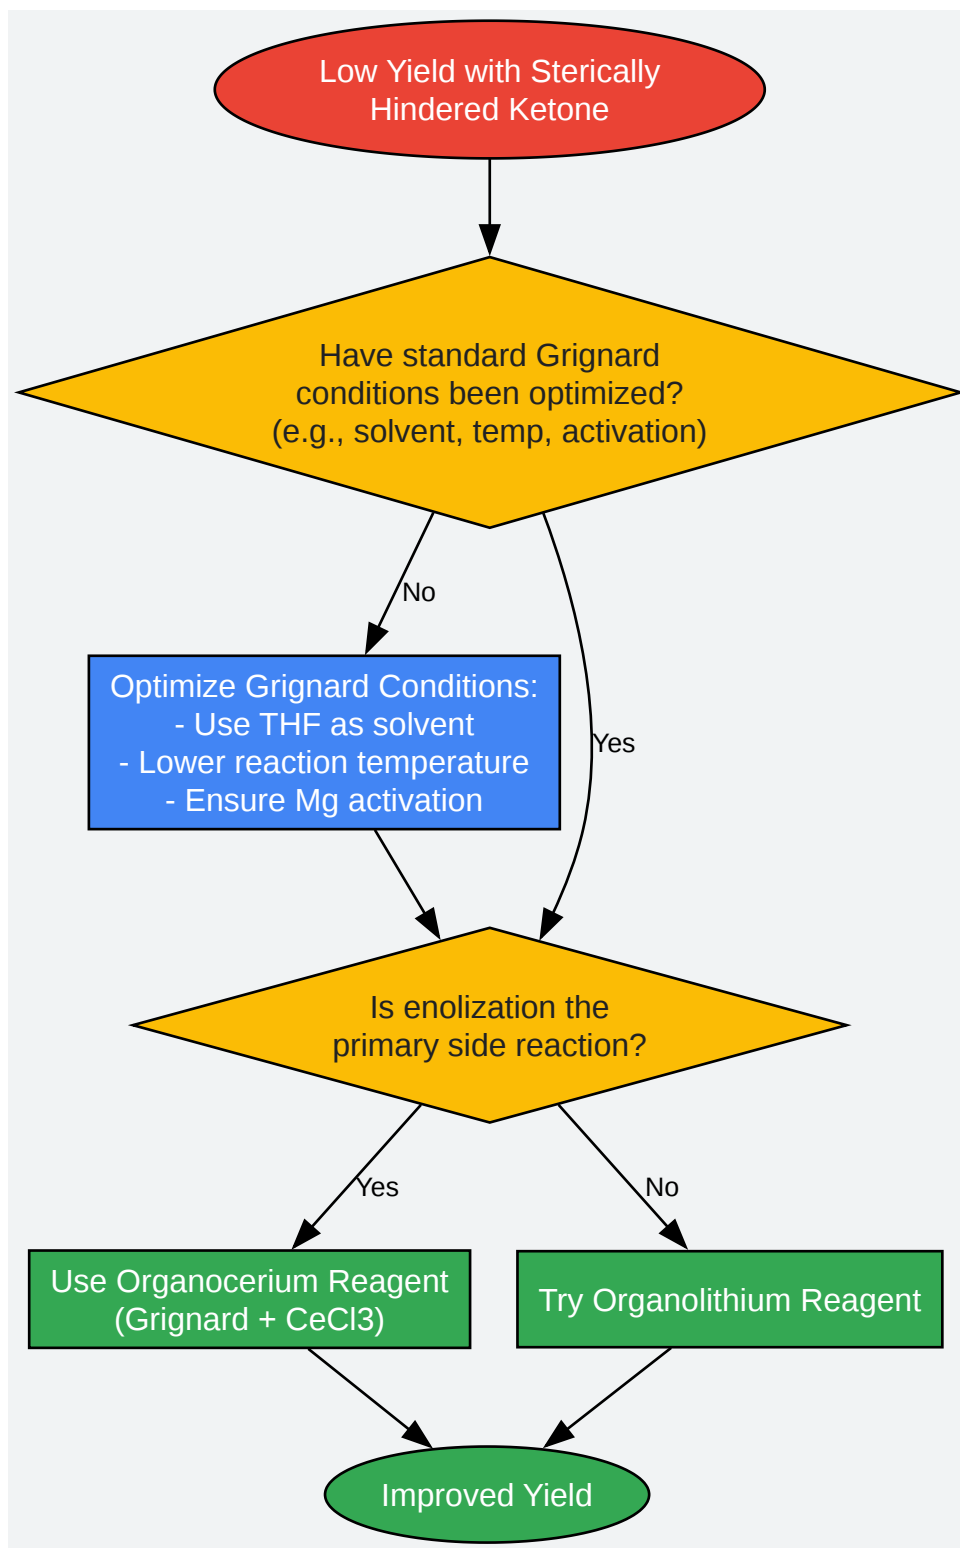 Low Yield with Sterically
Hindered Ketone
Have standard Grignard
conditions been optimized?
(e.g., solvent, temp, activation)
No
Yes
Optimize Grignard Conditions:
- Use THF as solvent
- Lower reaction temperature
- Ensure Mg activation
Is enolization the
primary side reaction?
Yes
No
Use Organocerium Reagent
(Grignard + CeCl3)
Try Organolithium Reagent
Improved Yield